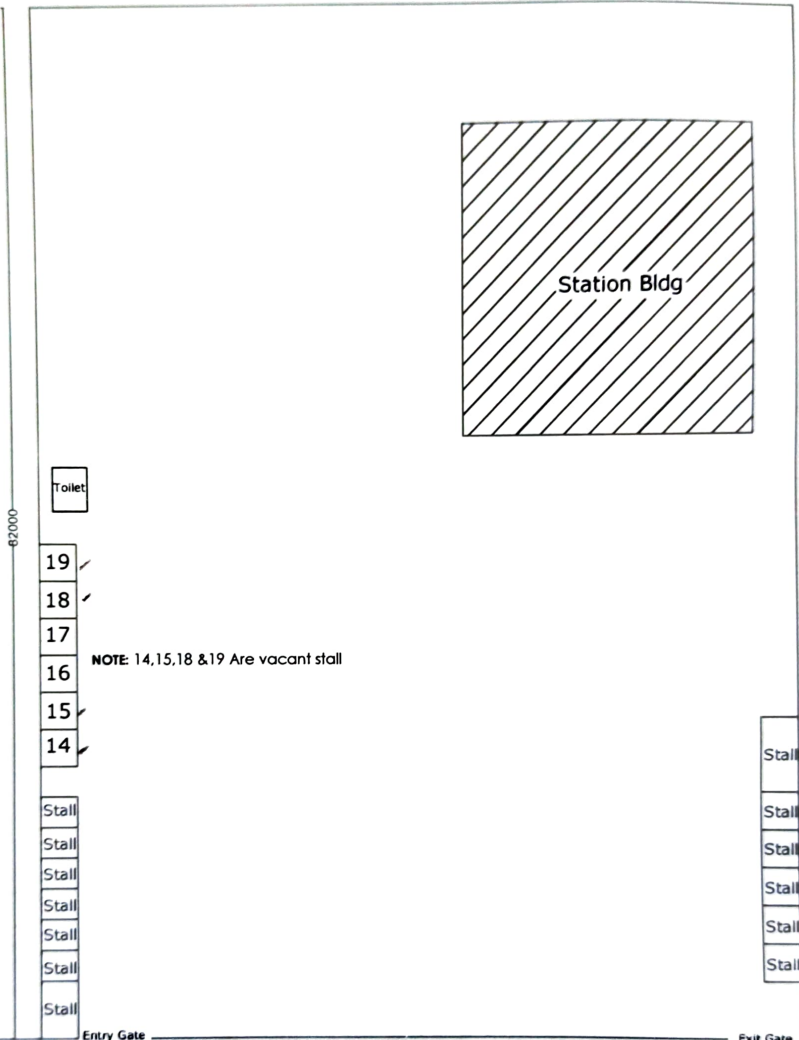 Station Bldg
Toilet
82000
19
18
17
NOTE: 14,15,18 &19 Are vacant stall
16
15
14
Stall
Stall
Stall
Stall
Stall
Stall
Stall
Stall
Stall
Stall
Stall
Stall
Stall
Entry Gate
Exit Gate